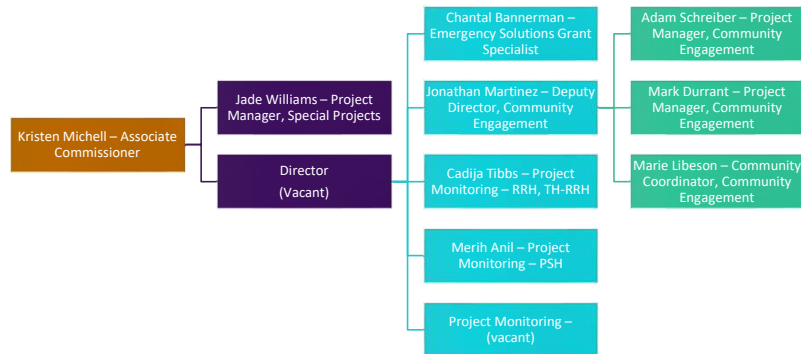 Kristen Michell – Associate
Commissioner
Jade Williams – Project
Manager, Special Projects
Director
(Vacant)
Chantal Bannerman –
Emergency Solutions Grant
Specialist
Jonathan Martinez – Deputy
Director, Community
Engagement
Cadija Tibbs – Project
Monitoring – RRH, TH-RRH
Merih Anil – Project
Monitoring – PSH
Project Monitoring –
(vacant)
Adam Schreiber – Project
Manager, Community
Engagement
Mark Durrant – Project
Manager, Community
Engagement
Marie Libeson – Community
Coordinator, Community
Engagement